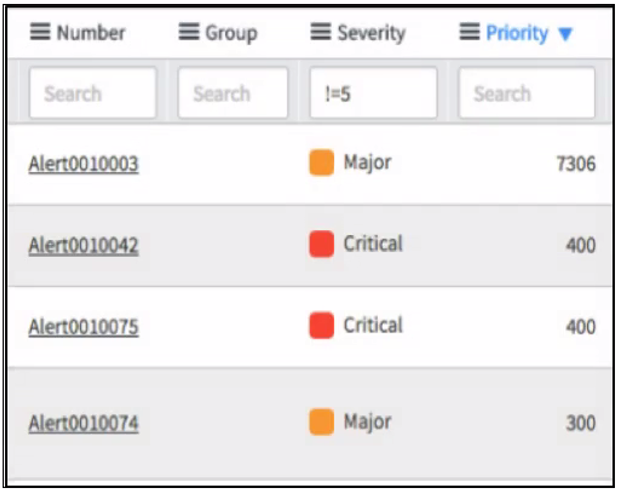 Number Group Severity Priority ▼
Search Search !=5 Search
Alert0010003 Major 7306
Alert0010042 Critical 400
Alert0010075 Critical 400
Alert0010074 Major 300